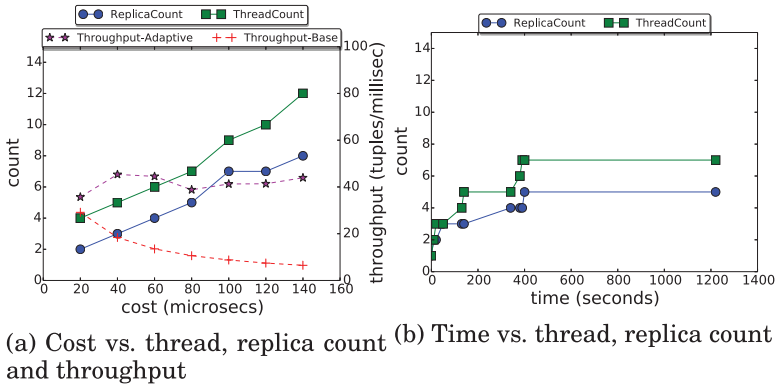 ReplicaCount ThreadCount
Throughput-Adaptive Throughput-Base
14
12
10
8
6
4
2
0
count
100
80
60
40
20
0
throughput (tuples/millisec)
0 20 40 60 80 100 120 140 160
cost (microsecs)
(a) Cost vs. thread, replica count
and throughput
ReplicaCount ThreadCount
14
12
10
8
6
4
2
0
count
0 200 400 600 800 1000 1200 1400
time (seconds)
(b) Time vs. thread, replica count